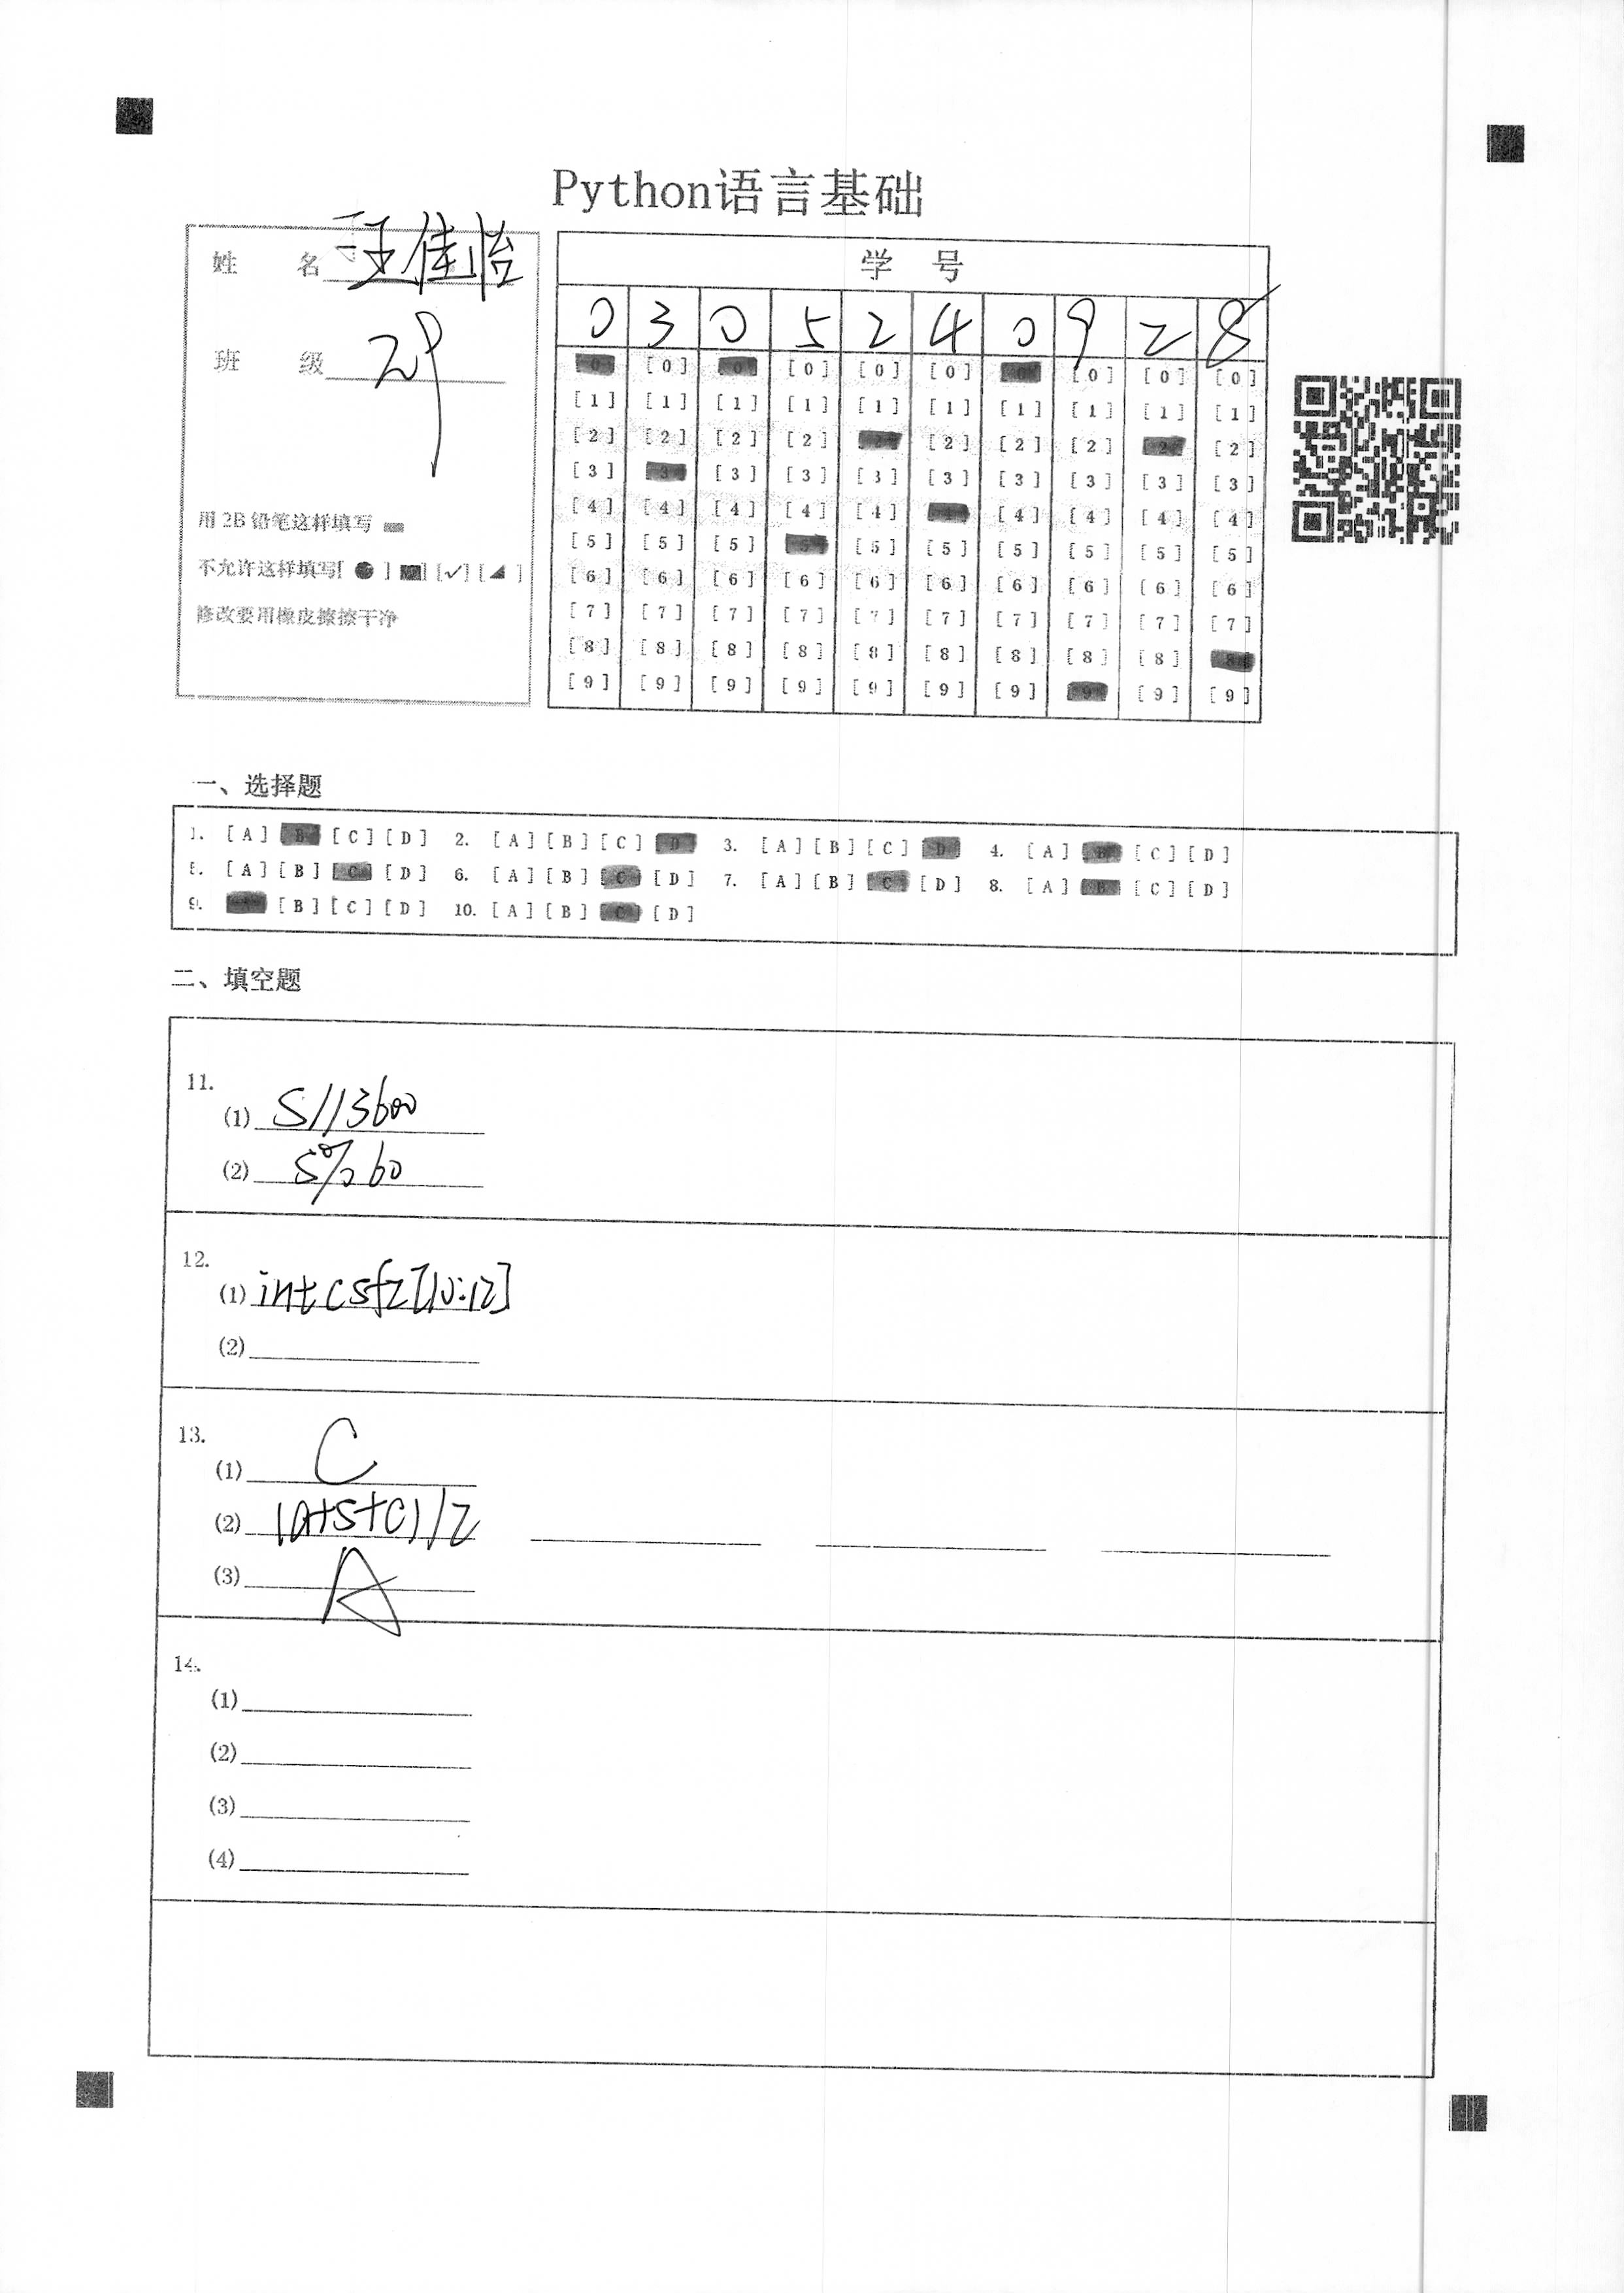 Python语言基础
姓 名 王佳怡
班 级 29
用 2B 铅笔这样填写
不允许这样填写[ ● ] [■] [✓] [◢ ]
修改要用橡皮擦擦干净
学 号
0 3 0 5 2 4 0 9 2 8
[0] [0] [0] [0] [0] [0] [0] [0] [0] [0]
[1] [1] [1] [1] [1] [1] [1] [1] [1] [1]
[2] [2] [2] [2] [2] [2] [2] [2] [2] [2]
[3] [3] [3] [3] [3] [3] [3] [3] [3] [3]
[4] [4] [4] [4] [4] [4] [4] [4] [4] [4]
[5] [5] [5] [5] [5] [5] [5] [5] [5] [5]
[6] [6] [6] [6] [6] [6] [6] [6] [6] [6]
[7] [7] [7] [7] [7] [7] [7] [7] [7] [7]
[8] [8] [8] [8] [8] [8] [8] [8] [8] [8]
[9] [9] [9] [9] [9] [9] [9] [9] [9] [9]
一、选择题
1. [A] [B] [C] [D] 2. [A] [B] [C] [D] 3. [A] [B] [C] [D] 4. [A] [B] [C] [D]
5. [A] [B] [C] [D] 6. [A] [B] [C] [D] 7. [A] [B] [C] [D] 8. [A] [B] [C] [D]
9. [A] [B] [C] [D] 10. [A] [B] [C] [D]
二、填空题
11.
(1) S//3600
(2) S%60
12.
(1) int(sfz[10:12]
(2)
13.
(1) C
(2) (a+s+c)/2
(3) A
14.
(1)
(2)
(3)
(4)